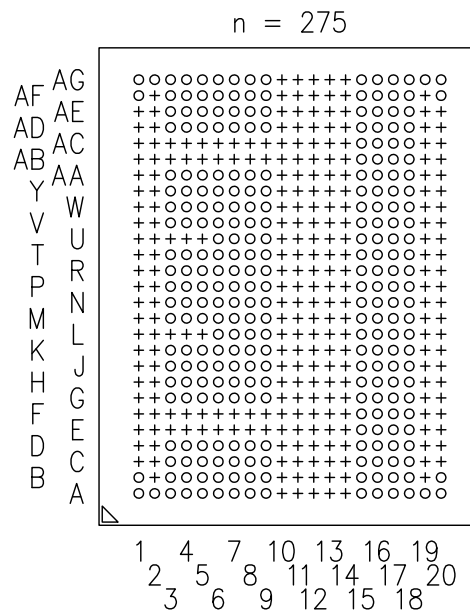 n = 275
AG
AF
AE
AD
AC
AB
AA
Y
W
V
U
T
R
P
N
M
L
K
J
H
G
F
E
D
C
B
A
1 4 7 10 13 16 19
2 5 8 11 14 17 20
3 6 9 12 15 18